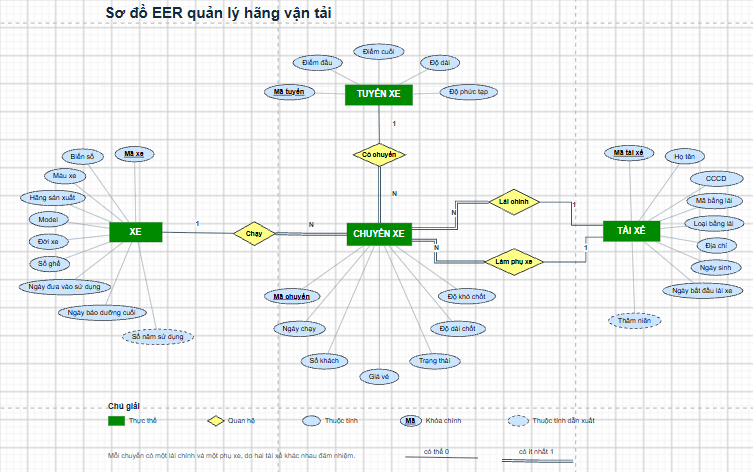 Sơ đồ EER quản lý hãng vận tải
Điểm cuối
Điểm đầu
Độ dài
Mã tuyến
TUYẾN XE
Độ phức tạp
1
Có chuyến
N
Biển số
Mã xe
Màu xe
Hãng sản xuất
Model
Đời xe
Số ghế
Ngày đưa vào sử dụng
Ngày bảo dưỡng cuối
Số năm sử dụng
XE
1
Chạy
N
CHUYẾN XE
N
Lái chính
1
N
Làm phụ xe
1
Mã chuyến
Ngày chạy
Số khách
Giá vé
Trạng thái
Độ dài chốt
Độ khó chốt
Mã tài xế
Họ tên
CCCD
Mã bằng lái
Loại bằng lái
TÀI XẾ
Địa chỉ
Ngày sinh
Ngày bắt đầu lái xe
Thâm niên
Chú giải
Thực thể
Quan hệ
Thuộc tính
Mã
Khóa chính
Thuộc tính dẫn xuất
Mỗi chuyến có một lái chính và một phụ xe, do hai tài xế khác nhau đảm nhiệm.
có thể 0
có ít nhất 1